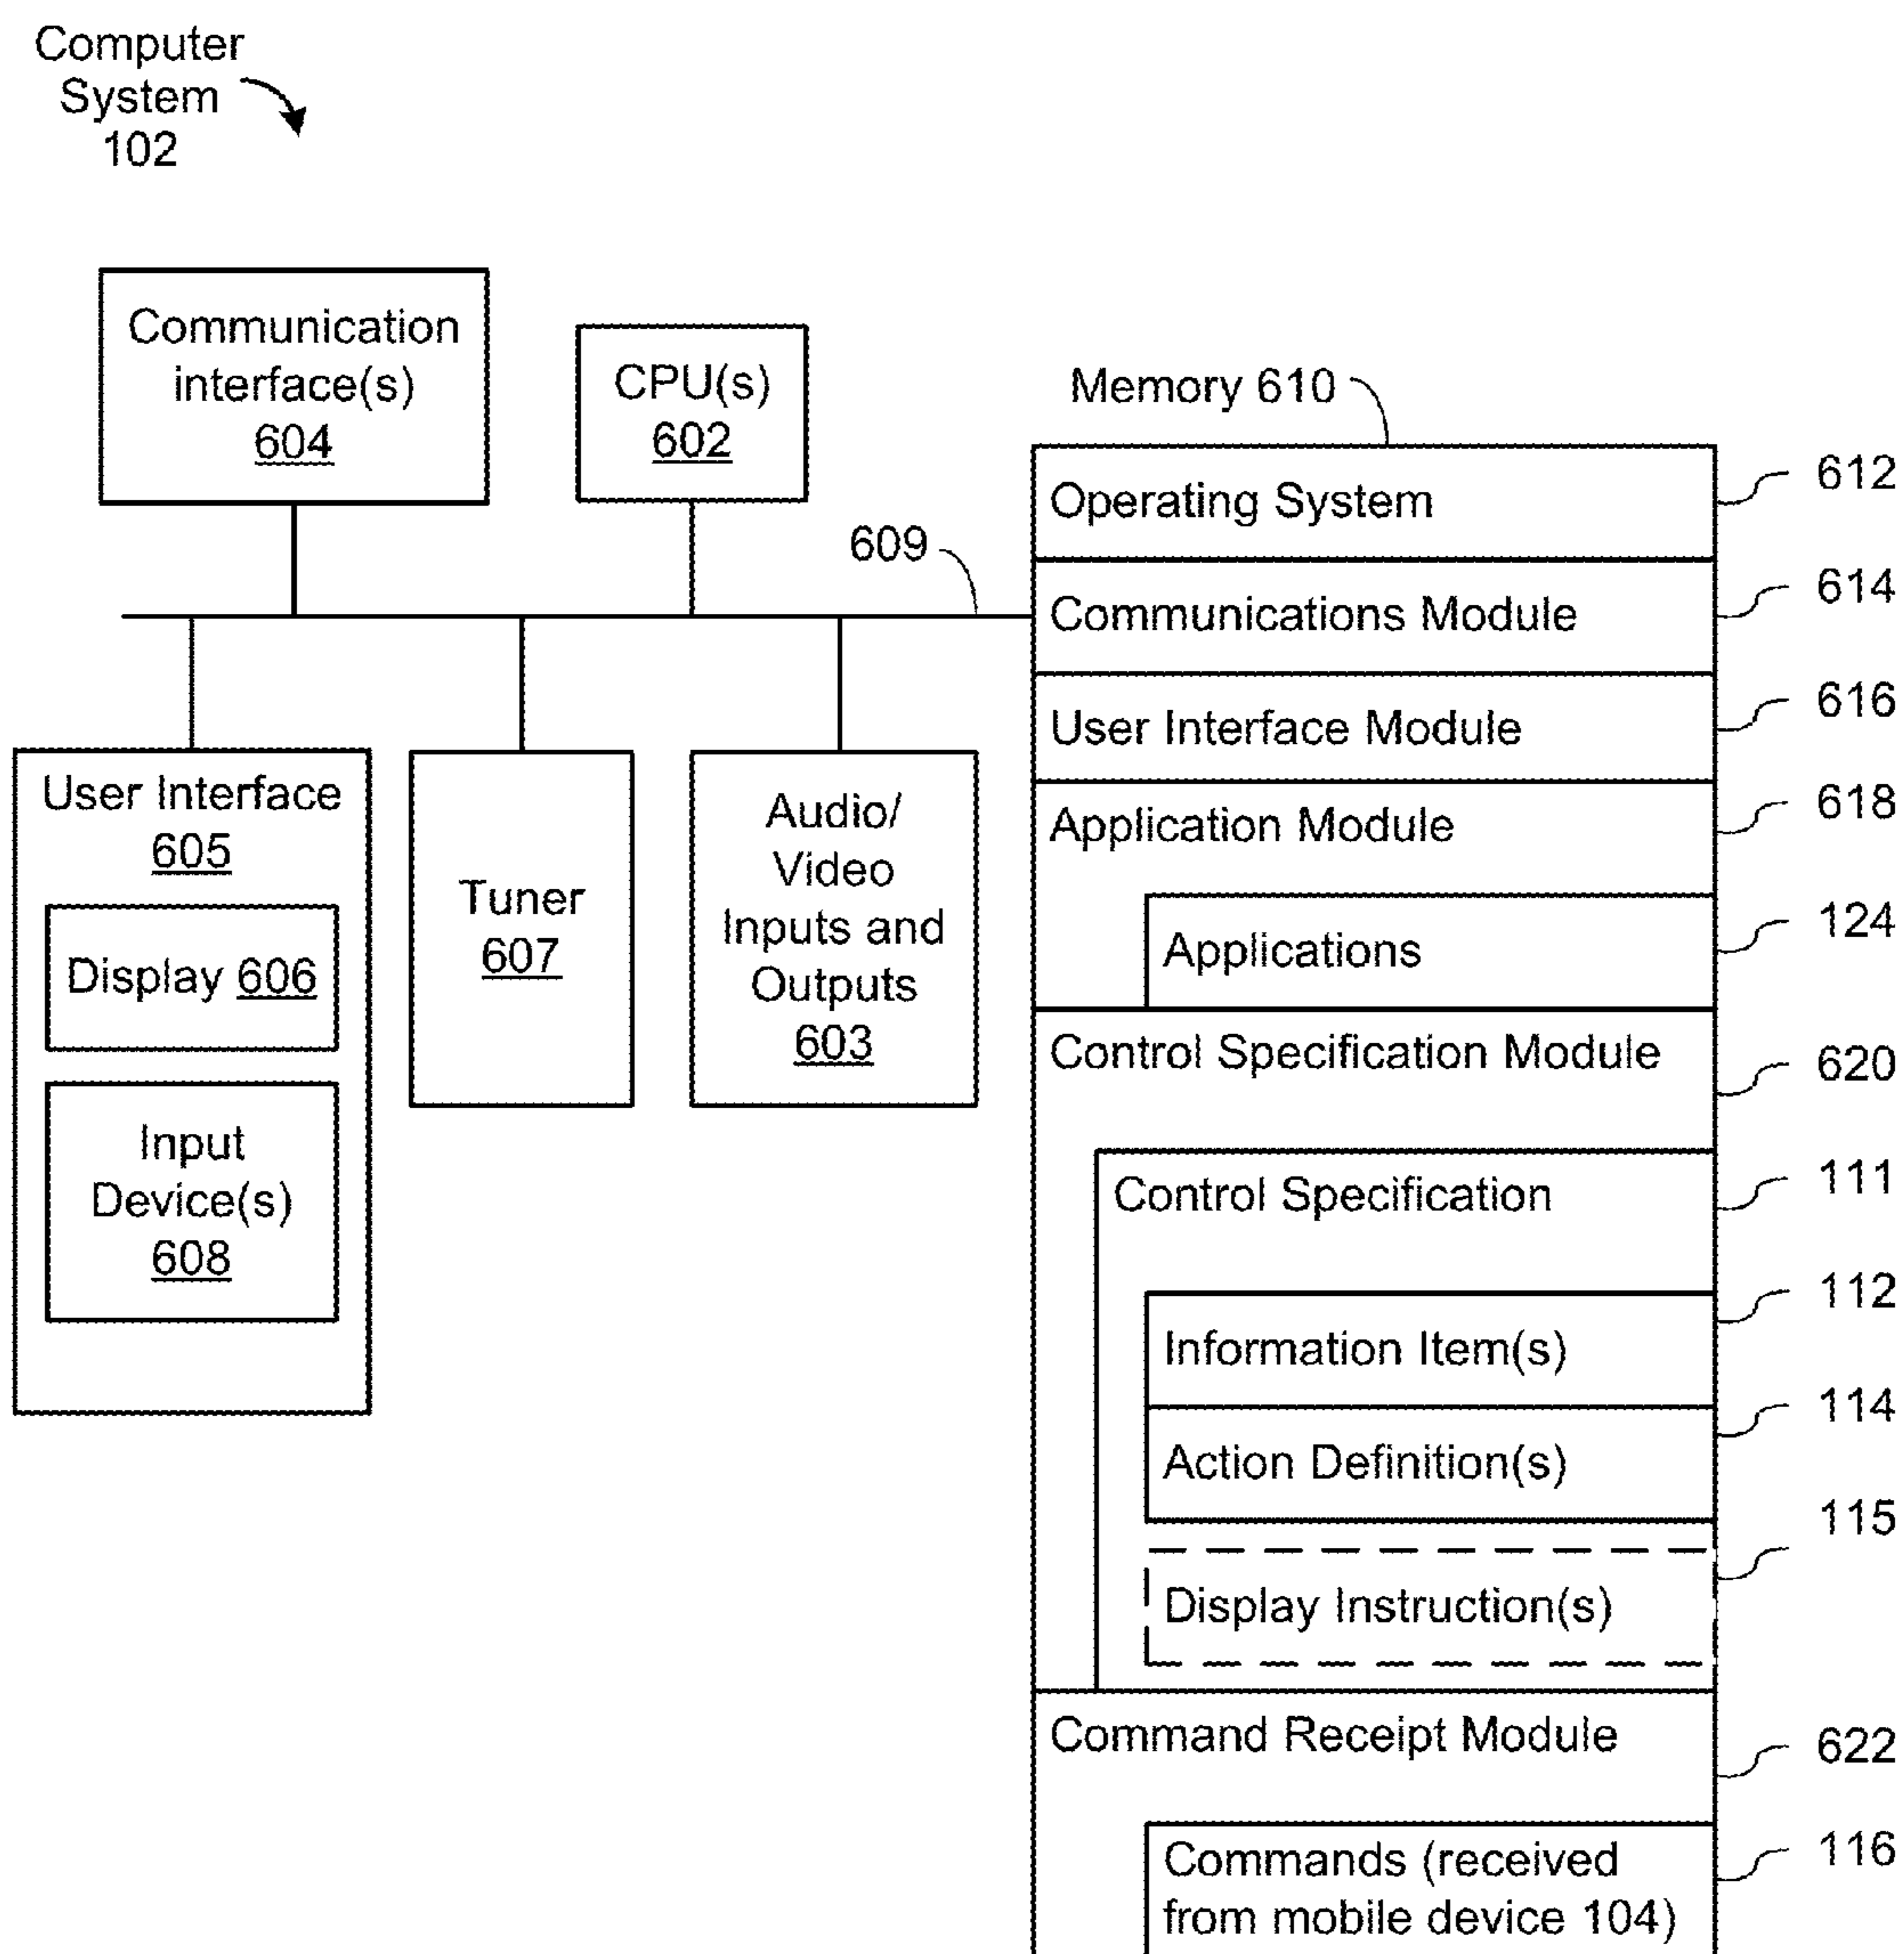 Computer
System
102
Communication
interface(s)
604
CPU(s)
602
Memory 610
609
User Interface
605
Display 606
Input
Device(s)
608
Tuner
607
Audio/
Video
Inputs and
Outputs
603
Operating System
612
Communications Module
614
User Interface Module
616
Application Module
618
Applications
124
Control Specification Module
620
Control Specification
111
Information Item(s)
112
Action Definition(s)
114
Display Instruction(s)
115
Command Receipt Module
622
Commands (received
from mobile device 104)
116